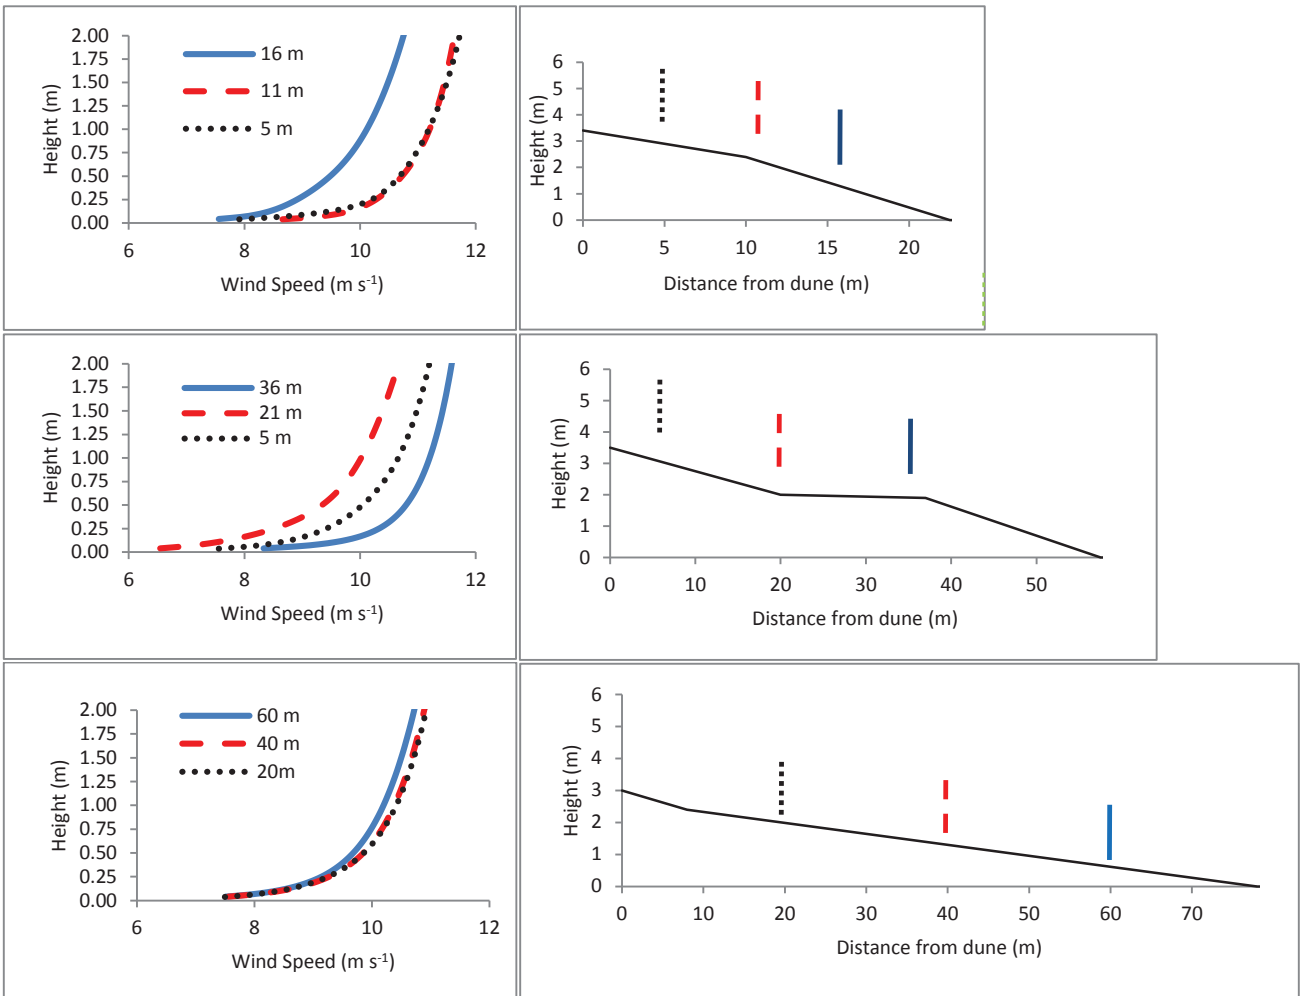 2.00
1.75
1.50
1.25
1.00
0.75
0.50
0.25
0.00
Height (m)
16 m
11 m
5 m
6 8 10 12
Wind Speed (m s⁻¹)
6
5
4
3
2
1
0
Height (m)
0 5 10 15 20
Distance from dune (m)
2.00
1.75
1.50
1.25
1.00
0.75
0.50
0.25
0.00
Height (m)
36 m
21 m
5 m
6 8 10 12
Wind Speed (m s⁻¹)
6
5
4
3
2
1
0
Height (m)
0 10 20 30 40 50
Distance from dune (m)
2.00
1.75
1.50
1.25
1.00
0.75
0.50
0.25
0.00
Height (m)
60 m
40 m
20m
6 8 10 12
Wind Speed (m s⁻¹)
6
5
4
3
2
1
0
Height (m)
0 10 20 30 40 50 60 70
Distance from dune (m)